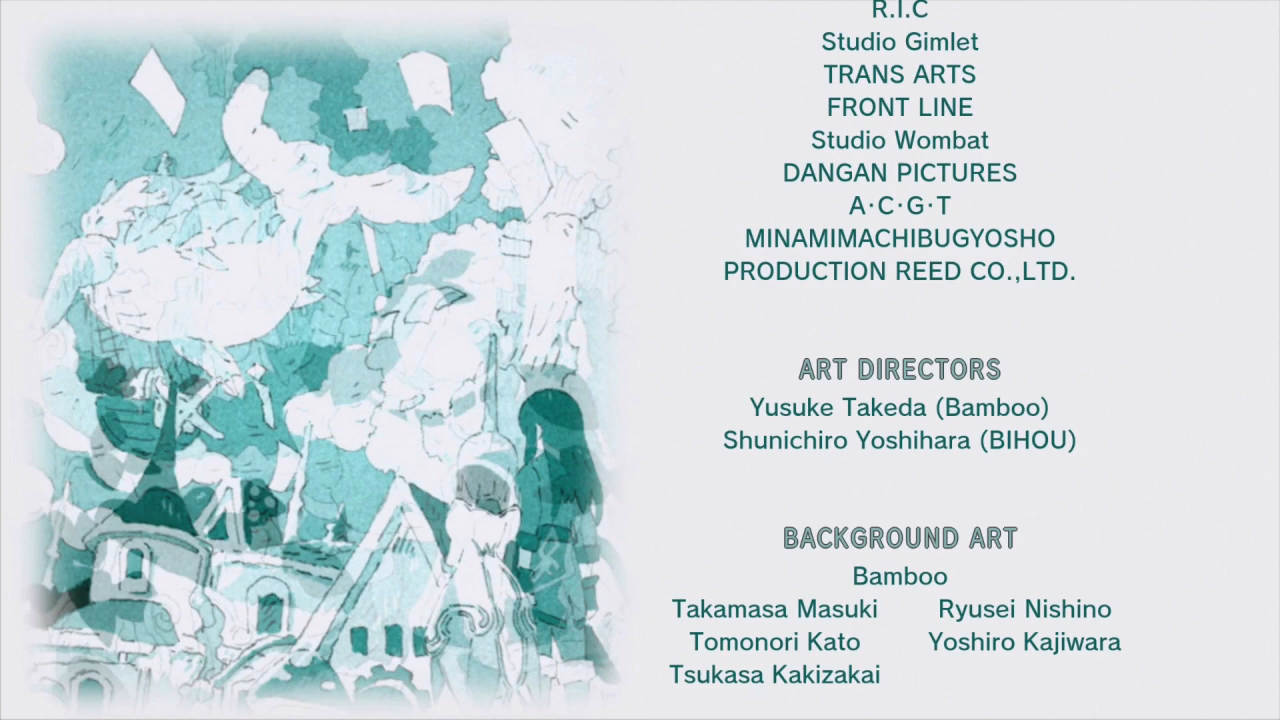 R.I.C
Studio Gimlet
TRANS ARTS
FRONT LINE
Studio Wombat
DANGAN PICTURES
A·C·G·T
MINAMIMACHIBUGYOSHO
PRODUCTION REED CO.,LTD.
ART DIRECTORS
Yusuke Takeda (Bamboo)
Shunichiro Yoshihara (BIHOU)
BACKGROUND ART
Bamboo
Takamasa Masuki Ryusei Nishino
Tomonori Kato Yoshiro Kajiwara
Tsukasa Kakizakai